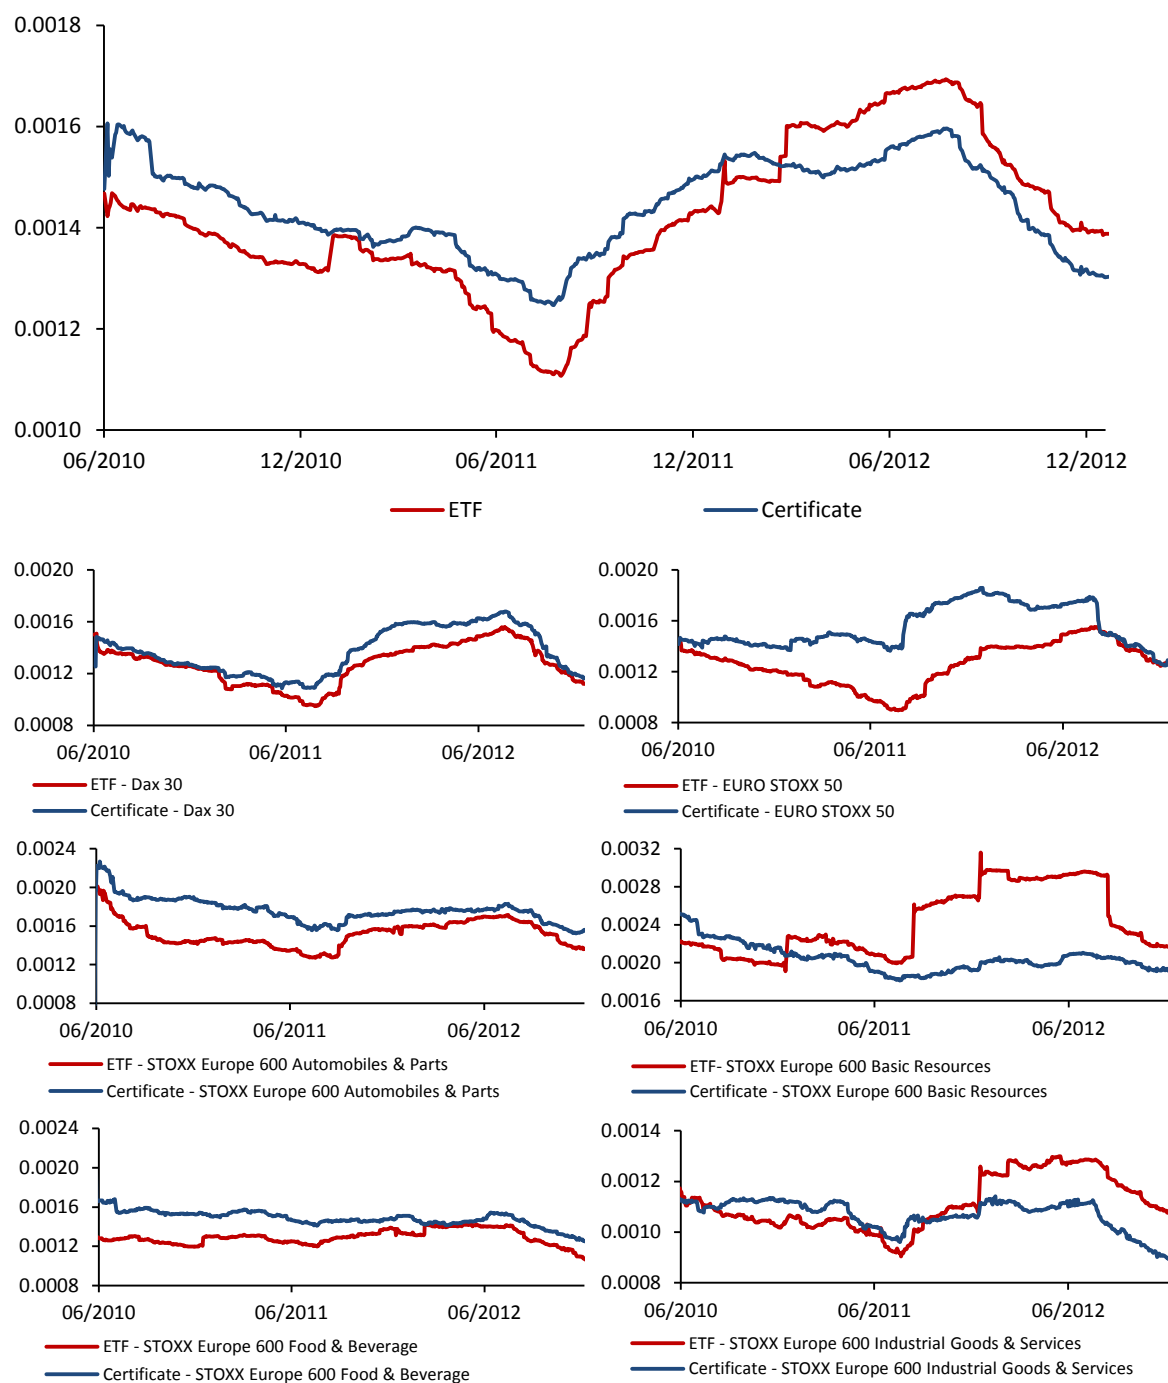 0.0018
0.0016
0.0014
0.0012
0.0010
06/2010 12/2010 06/2011 12/2011 06/2012 12/2012
ETF Certificate
0.0020
0.0016
0.0012
0.0008
06/2010 06/2011 06/2012
ETF - Dax 30
Certificate - Dax 30
0.0020
0.0016
0.0012
0.0008
06/2010 06/2011 06/2012
ETF - EURO STOXX 50
Certificate - EURO STOXX 50
0.0024
0.0020
0.0016
0.0012
0.0008
06/2010 06/2011 06/2012
ETF - STOXX Europe 600 Automobiles & Parts
Certificate - STOXX Europe 600 Automobiles & Parts
0.0032
0.0028
0.0024
0.0020
0.0016
06/2010 06/2011 06/2012
ETF- STOXX Europe 600 Basic Resources
Certificate - STOXX Europe 600 Basic Resources
0.0024
0.0020
0.0016
0.0012
0.0008
06/2010 06/2011 06/2012
ETF - STOXX Europe 600 Food & Beverage
Certificate - STOXX Europe 600 Food & Beverage
0.0014
0.0012
0.0010
0.0008
06/2010 06/2011 06/2012
ETF - STOXX Europe 600 Industrial Goods & Services
Certificate - STOXX Europe 600 Industrial Goods & Services